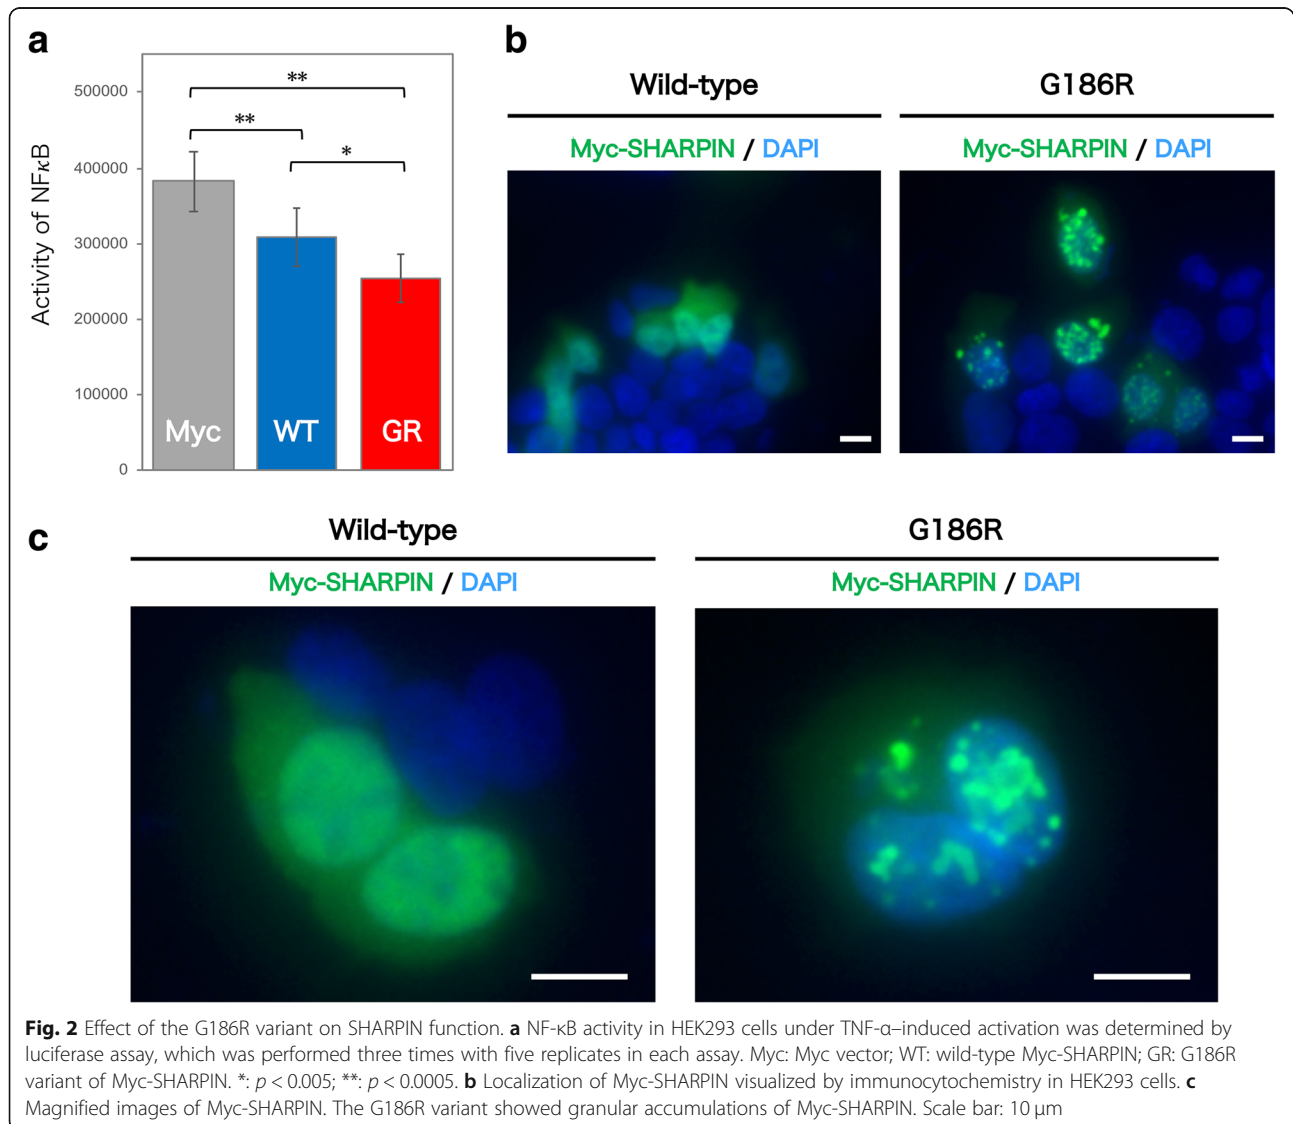 a
Activity of NFκB
500000
400000
300000
200000
100000
0
**
**
*
Myc
WT
GR
b
Wild-type
Myc-SHARPIN / DAPI
G186R
Myc-SHARPIN / DAPI
c
Wild-type
Myc-SHARPIN / DAPI
G186R
Myc-SHARPIN / DAPI
Fig. 2 Effect of the G186R variant on SHARPIN function. a NF-κB activity in HEK293 cells under TNF-α–induced activation was determined by
luciferase assay, which was performed three times with five replicates in each assay. Myc: Myc vector; WT: wild-type Myc-SHARPIN; GR: G186R
variant of Myc-SHARPIN. *: p < 0.005; **: p < 0.0005. b Localization of Myc-SHARPIN visualized by immunocytochemistry in HEK293 cells. c
Magnified images of Myc-SHARPIN. The G186R variant showed granular accumulations of Myc-SHARPIN. Scale bar: 10 μm